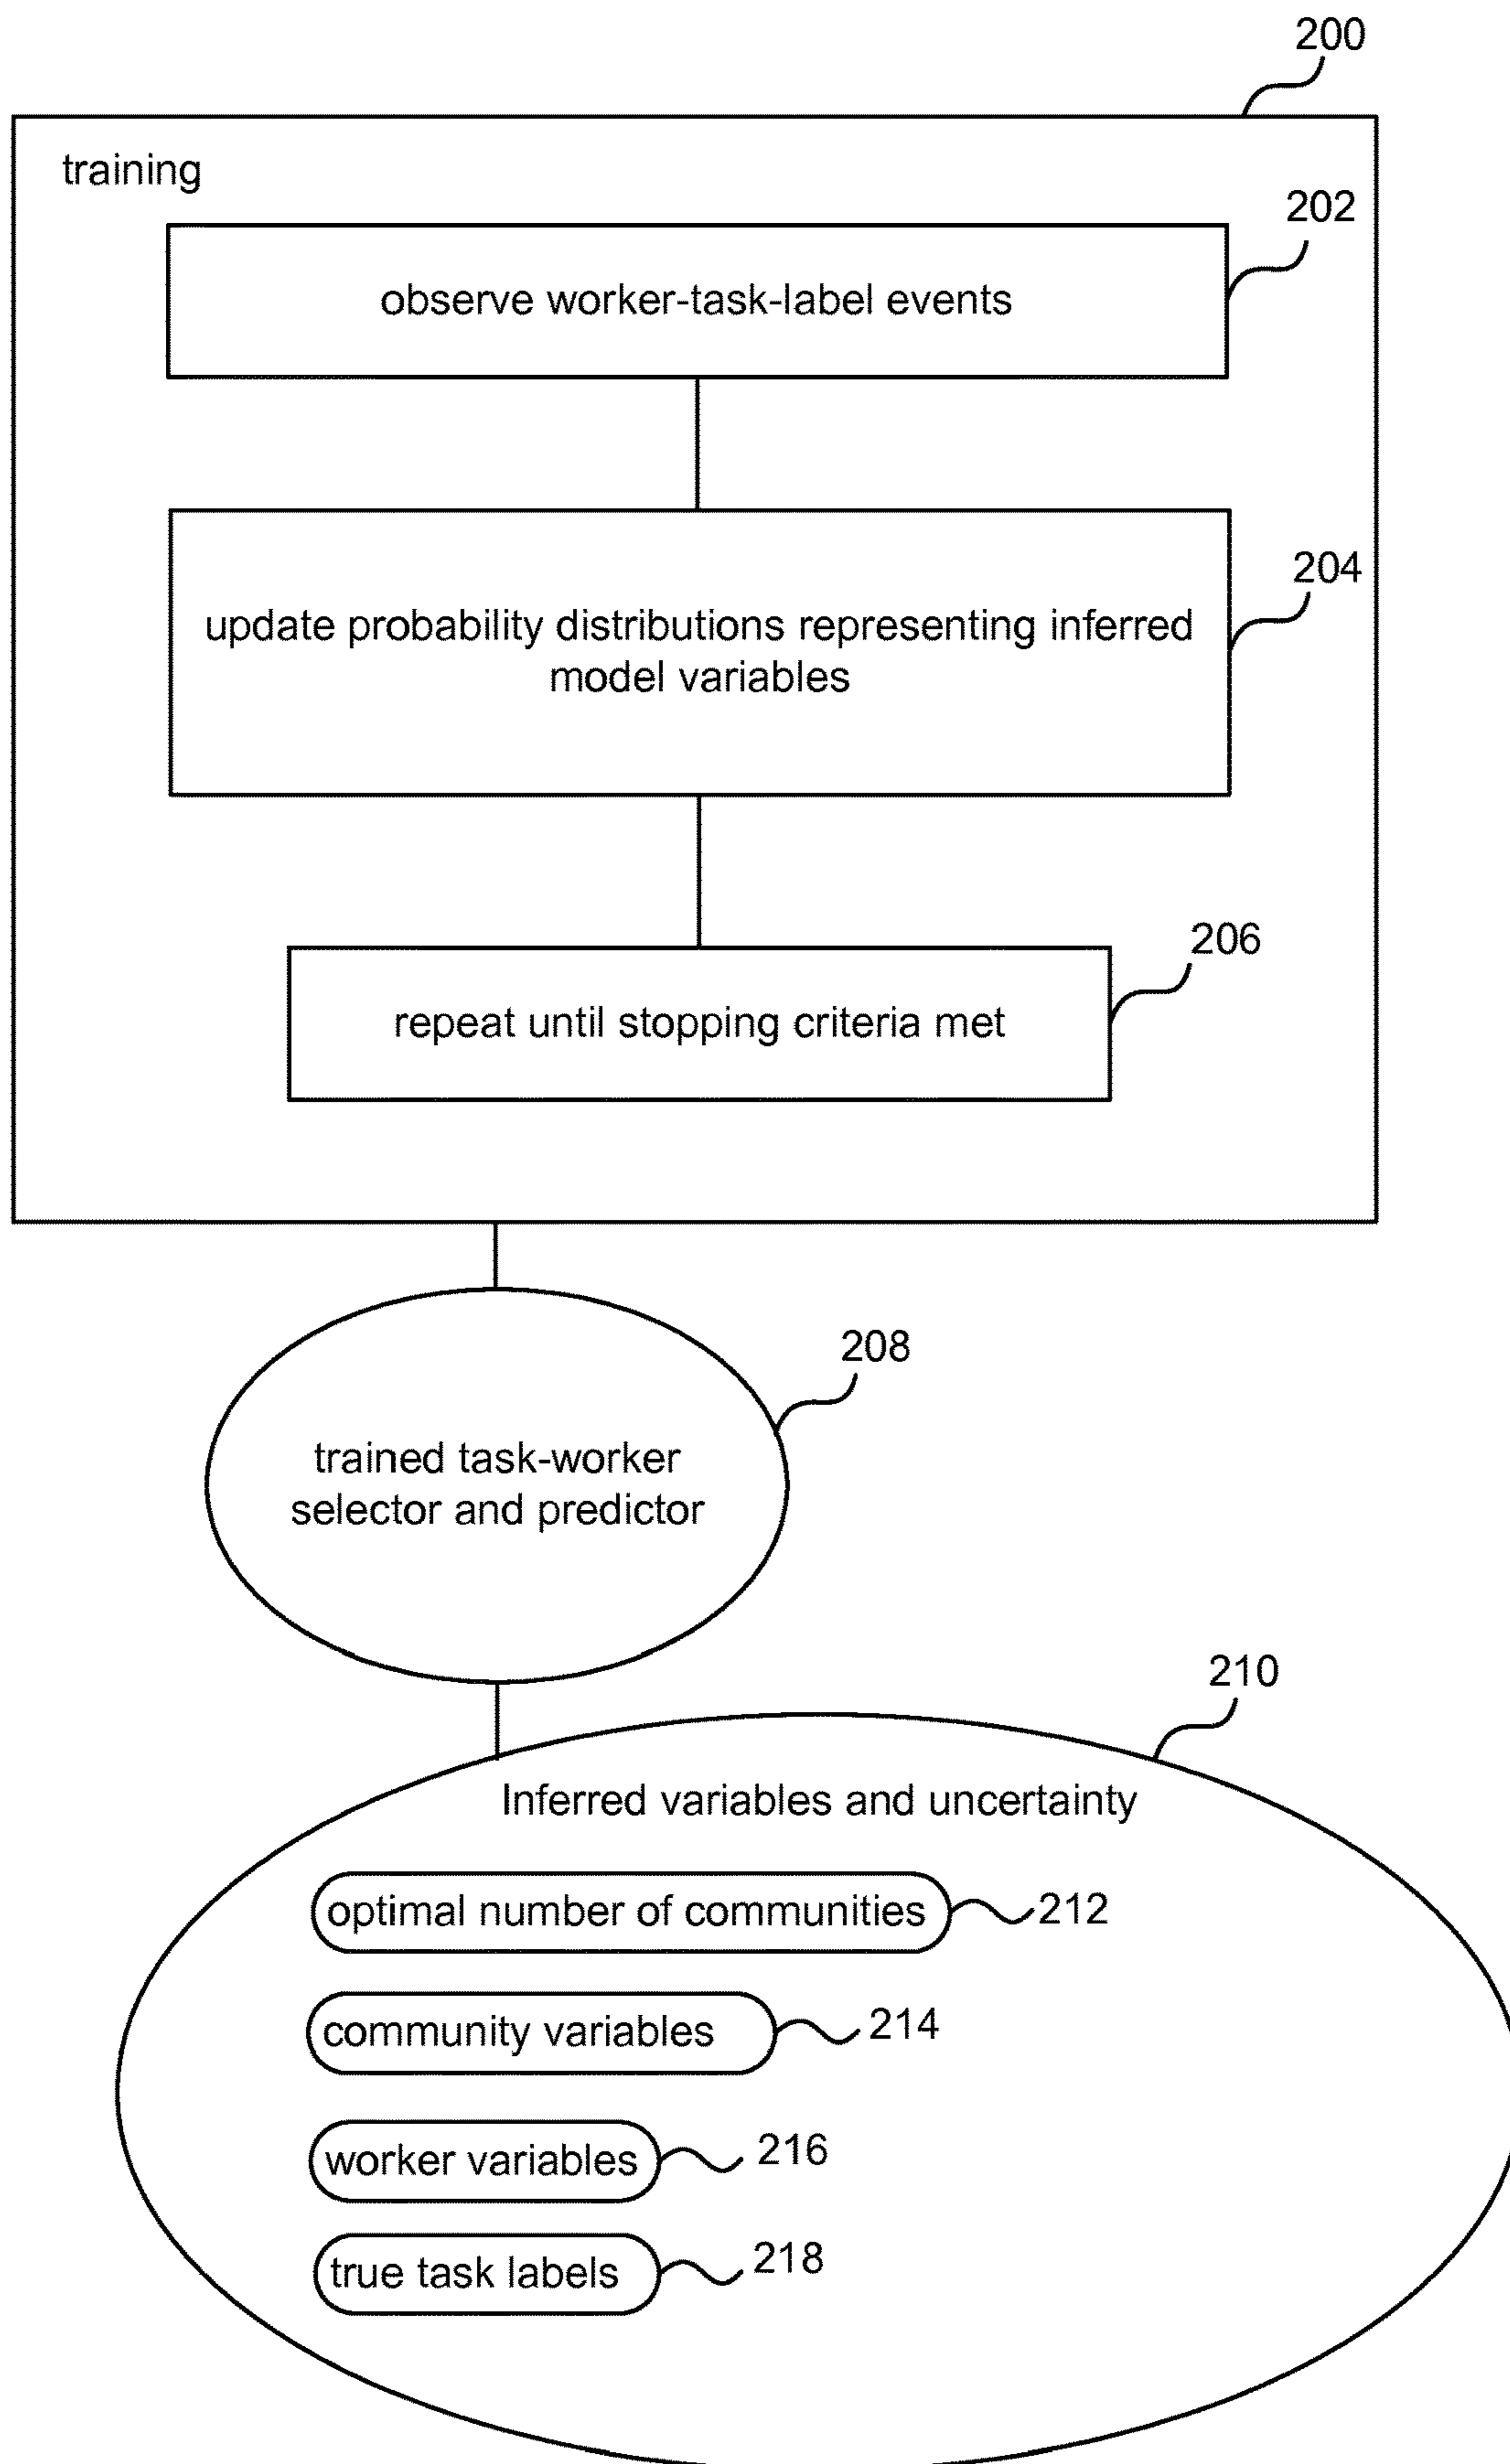 200
training
202
observe worker-task-label events
204
update probability distributions representing inferred
model variables
206
repeat until stopping criteria met
208
trained task-worker
selector and predictor
210
Inferred variables and uncertainty
optimal number of communities
212
community variables
214
worker variables
216
true task labels
218